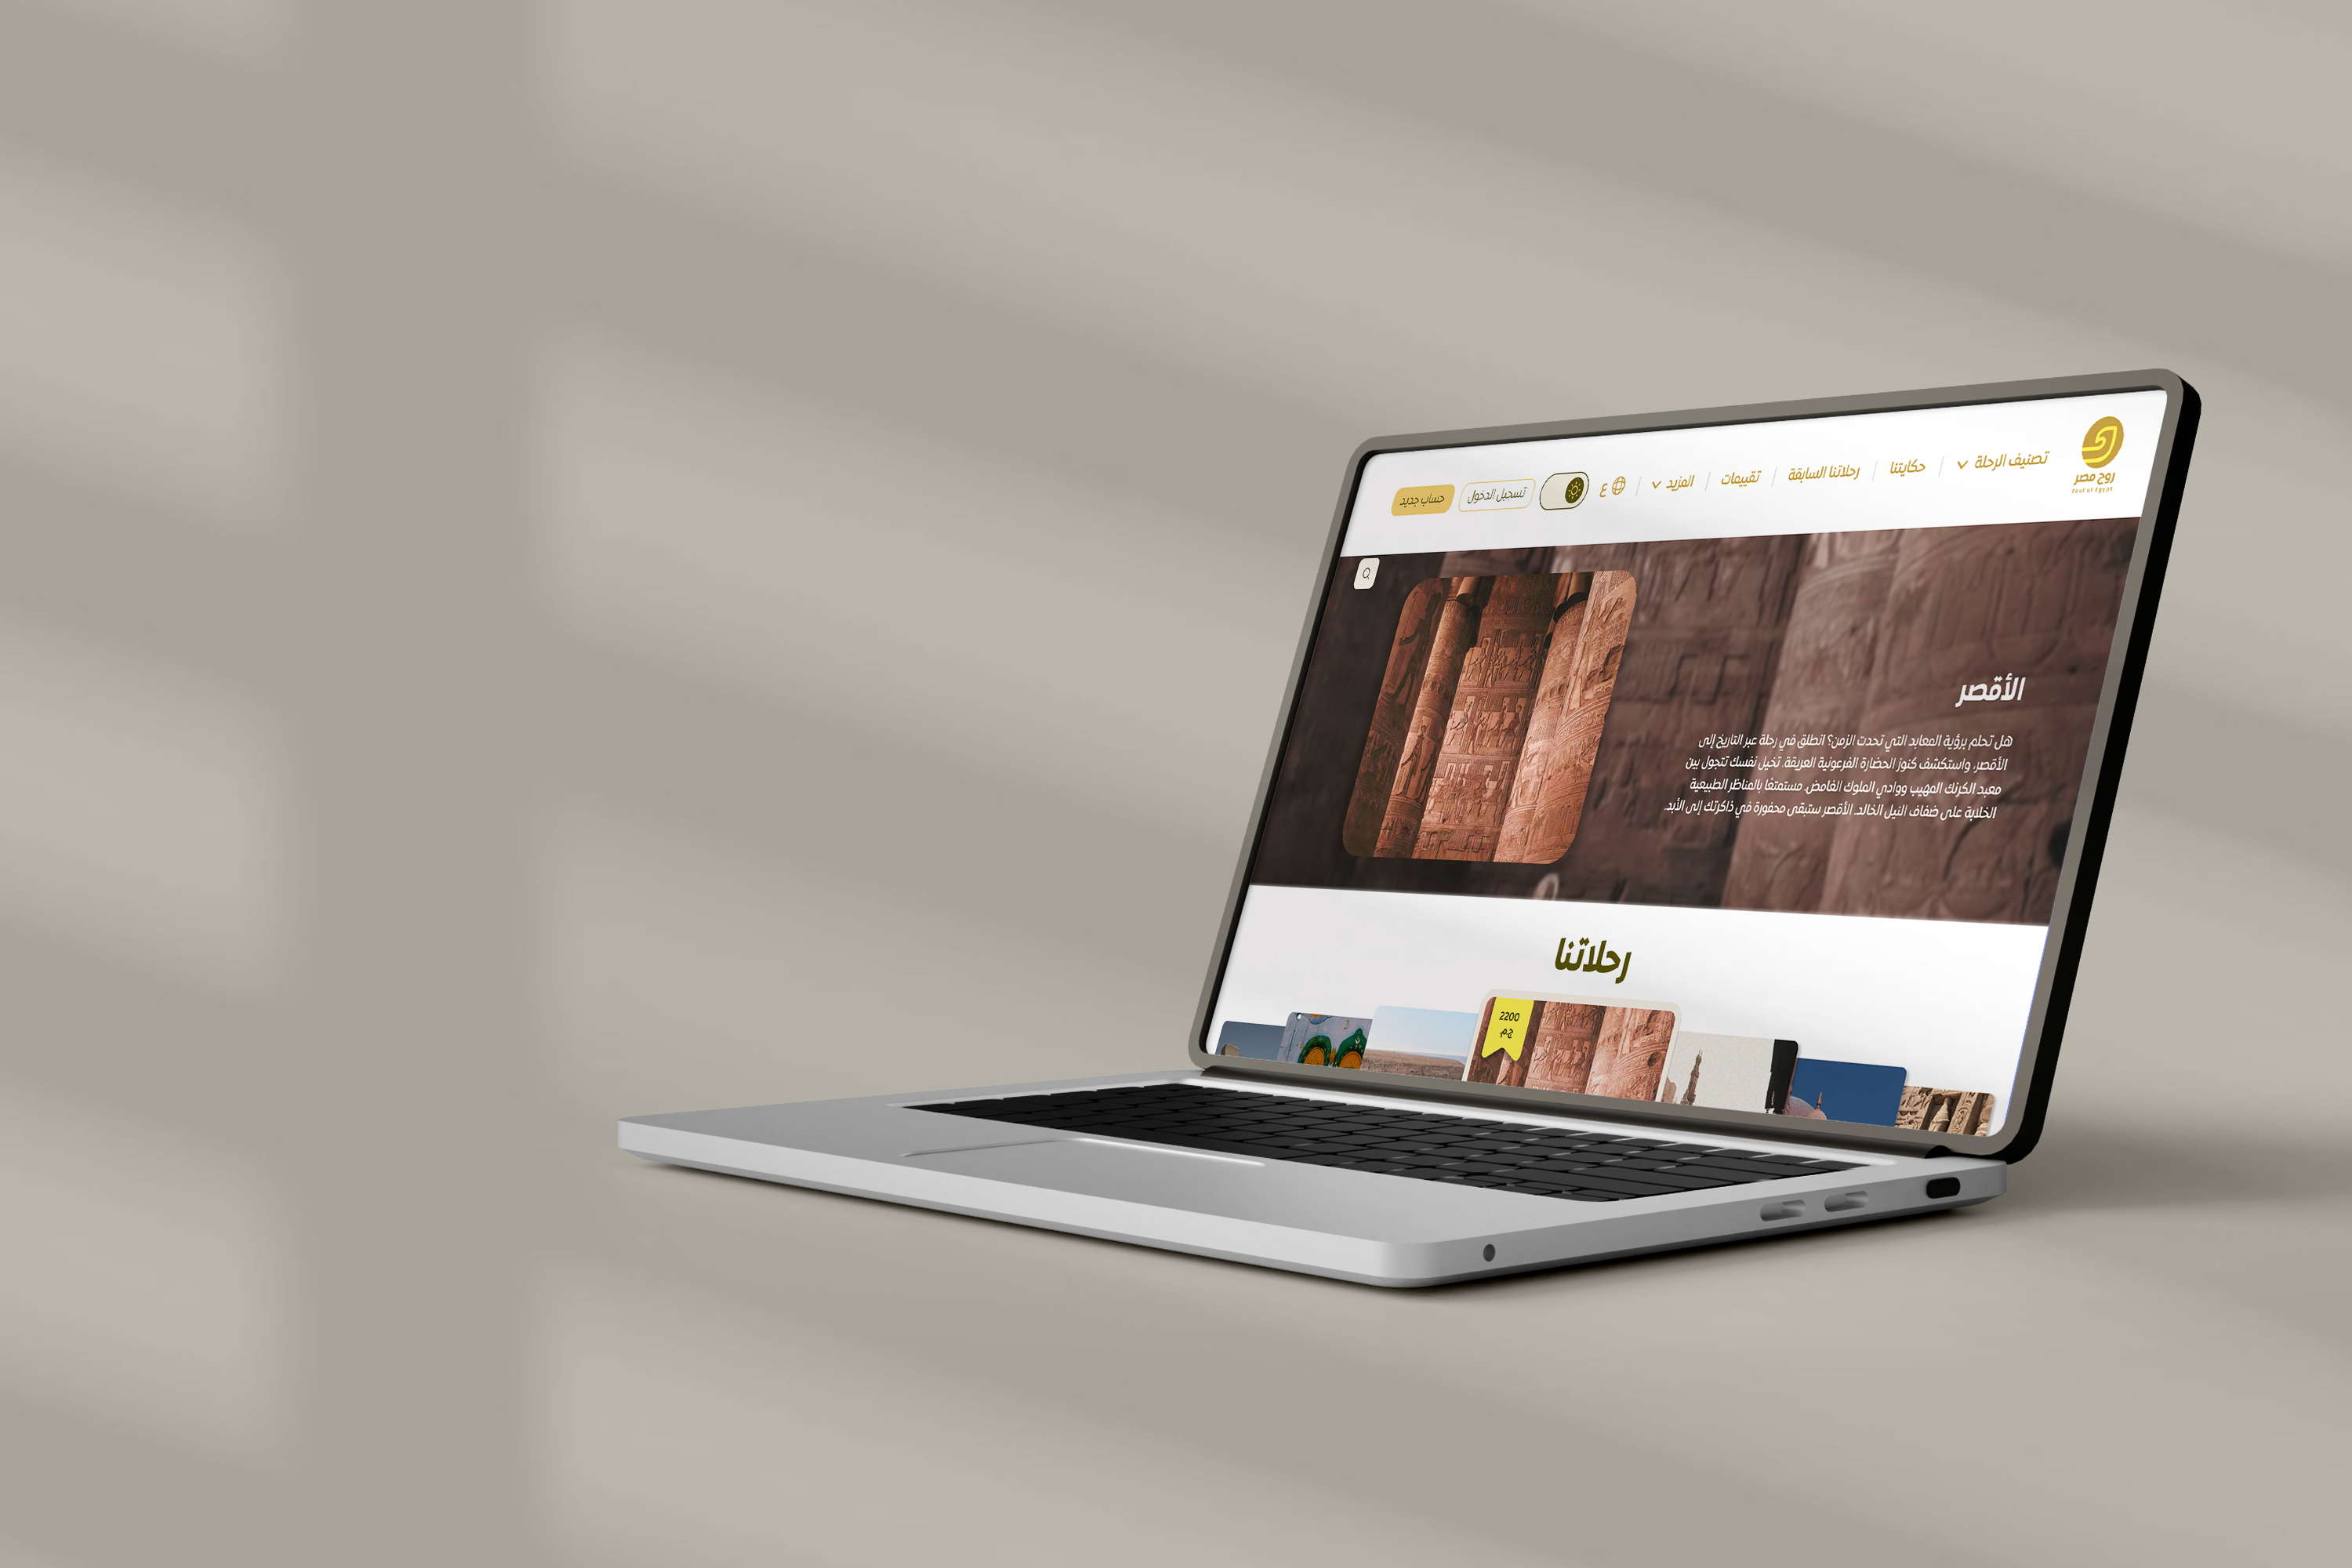 روح مصر
Soul of Egypt
تصنيف الرحلة
حكايتنا
رحلاتنا السابقة
تقييمات
المزيد
ع
تسجيل الدخول
حساب جديد
الأقصر
هل تحلم برؤية المعابد التي تحدت الزمن؟ انطلق في رحلة عبر التاريخ إلى
الأقصر، واستكشف كنوز الحضارة الفرعونية العريقة. تخيل نفسك تتجول بين
معبد الكرنك المهيب ووادي الملوك الغامض، مستمتعًا بالمناظر الطبيعية
الخلابة على ضفاف النيل الخالد. الأقصر ستبقى محفورة في ذاكرتك إلى الأبد.
رحلاتنا
2200
ج.م